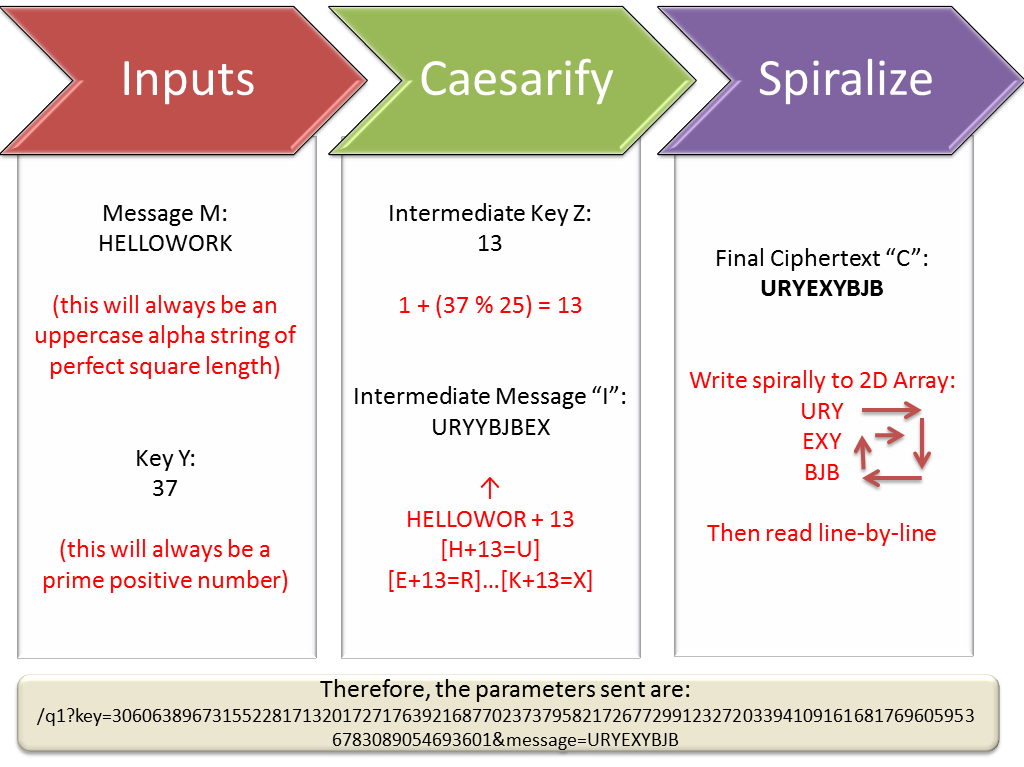 Inputs
Caesarify
Spiralize
Message M:
HELLOWORK
(this will always be an
uppercase alpha string of
perfect square length)
Key Y:
37
(this will always be a
prime positive number)
Intermediate Key Z:
13
1 + (37 % 25) = 13
Intermediate Message “I”:
URYYBJBEX
↑
HELLOWOR + 13
[H+13=U]
[E+13=R]…[K+13=X]
Final Ciphertext “C”:
URYEXYBJB
Write spirally to 2D Array:
URY
EXY
BJB
Then read line-by-line
Therefore, the parameters sent are:
/q1?key=306063896731552281713201727176392168770237379582172677299123272033941091616817696059536
783089054693601&message=URYEXYBJB